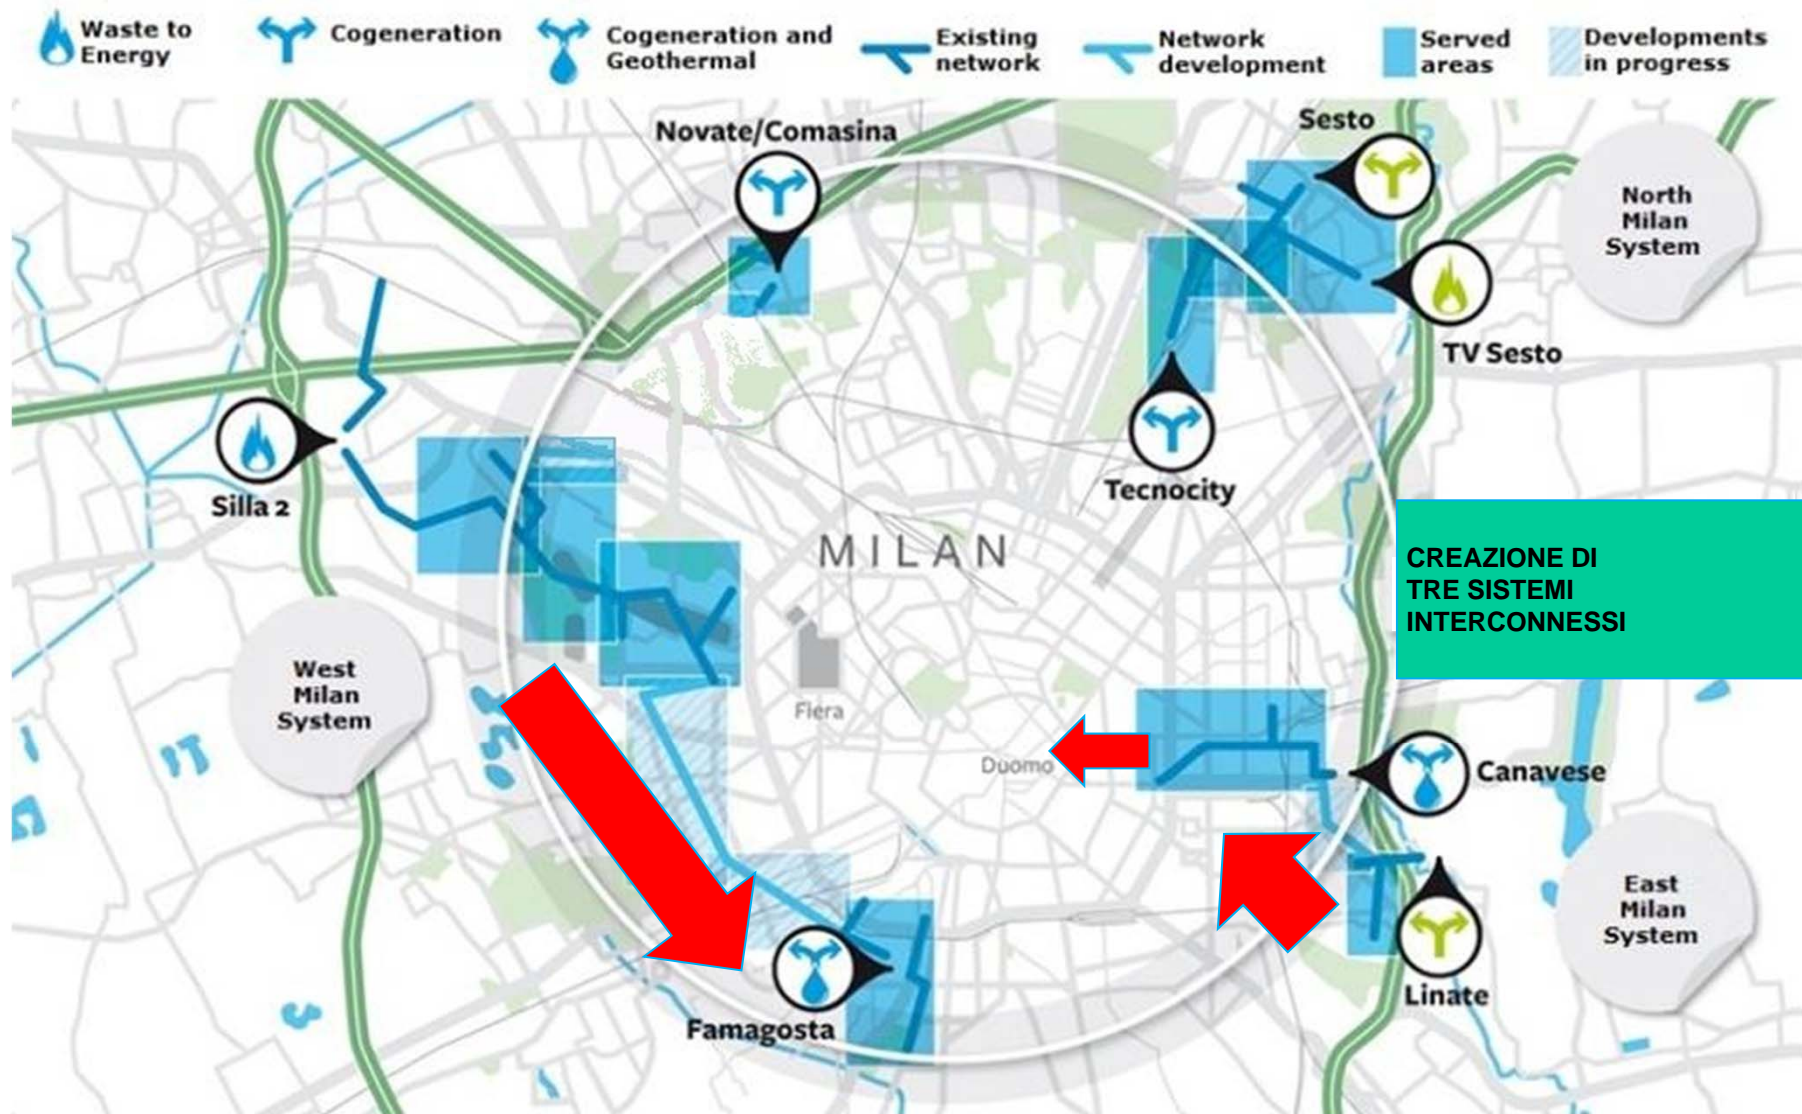 Waste to
Energy
Cogeneration
Cogeneration and
Geothermal
Existing
network
Network
development
Served
areas
Developments
in progress
Novate/Comasina
Sesto
North
Milan
System
TV Sesto
Silla 2
Tecnocity
MILAN
CREAZIONE DI
TRE SISTEMI
INTERCONNESSI
West
Milan
System
Fiera
Duomo
Canavese
East
Milan
System
Linate
Famagosta